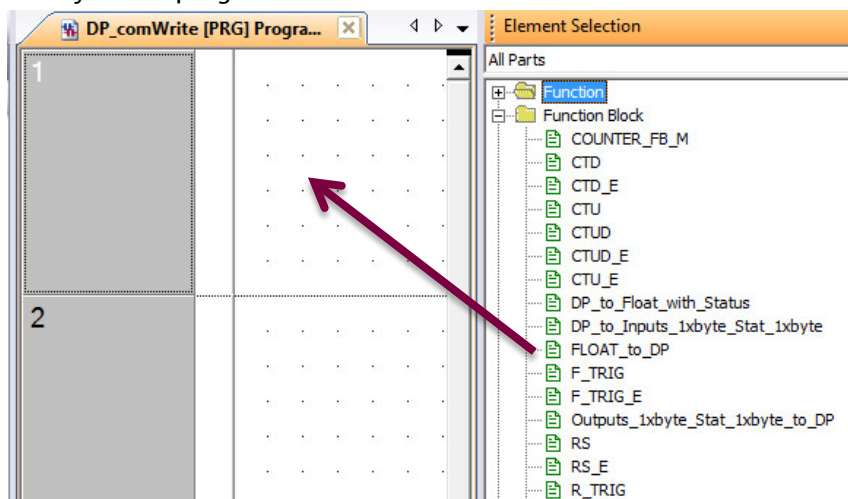 DP_comWrite [PRG] Progra...
1
2
Element Selection
All Parts
Function
Function Block
COUNTER_FB_M
CTD
CTD_E
CTU
CTUD
CTUD_E
CTU_E
DP_to_Float_with_Status
DP_to_Inputs_1xbyte_Stat_1xbyte
FLOAT_to_DP
F_TRIG
F_TRIG_E
Outputs_1xbyte_Stat_1xbyte_to_DP
RS
RS_E
R_TRIG